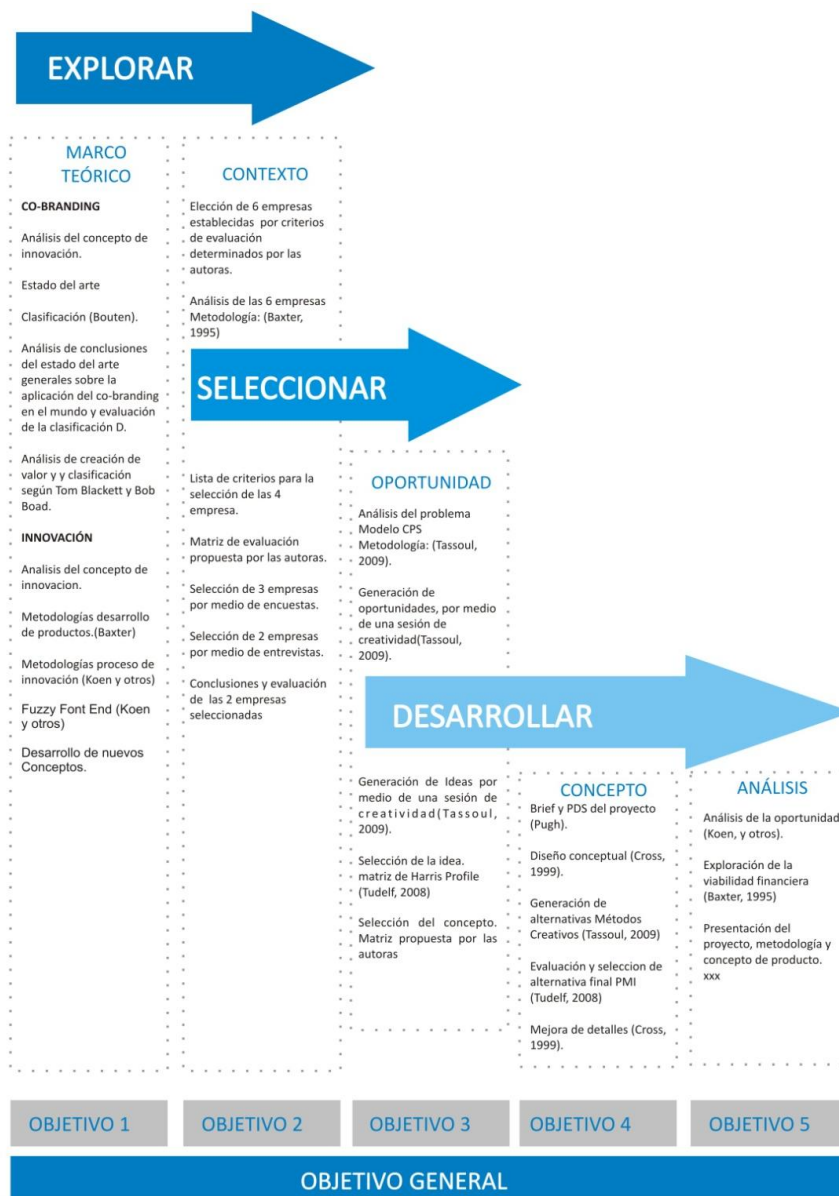 EXPLORAR
MARCO
TEÓRICO
CO-BRANDING
Análisis del concepto de
innovación.
Estado del arte
Clasificación (Bouten).
Análisis de conclusiones
del estado del arte
generales sobre la
aplicación del co-branding
en el mundo y evaluación
de la clasificación D.
Análisis de creación de
valor y y clasificación
según Tom Blackett y Bob
Boad.
INNOVACIÓN
Analisis del concepto de
innovacion.
Metodologías desarrollo
de productos.(Baxter)
Metodologías proceso de
innovación (Koen y otros)
Fuzzy Font End (Koen
y otros)
Desarrollo de nuevos
Conceptos.
CONTEXTO
Elección de 6 empresas
establecidas por criterios
de evaluación
determinados por las
autoras.
Análisis de las 6 empresas
Metodología: (Baxter,
1995)
SELECCIONAR
Lista de criterios para la
selección de las 4
empresa.
Matriz de evaluación
propuesta por las autoras.
Selección de 3 empresas
por medio de encuestas.
Selección de 2 empresas
por medio de entrevistas.
Conclusiones y evaluación
de las 2 empresas
seleccionadas
OPORTUNIDAD
Análisis del problema
Modelo CPS
Metodología: (Tassoul,
2009).
Generación de
oportunidades, por medio
de una sesión de
creatividad(Tassoul,
2009).
DESARROLLAR
Generación de Ideas por
medio de una sesión de
creatividad(Tassoul,
2009).
Selección de la idea.
matriz de Harris Profile
(Tudelf, 2008)
Selección del concepto.
Matriz propuesta por las
autoras
CONCEPTO
Brief y PDS del proyecto
(Pugh).
Diseño conceptual (Cross,
1999).
Generación de
alternativas Métodos
Creativos (Tassoul, 2009)
Evaluación y seleccion de
alternativa final PMI
(Tudelf, 2008)
Mejora de detalles (Cross,
1999).
ANÁLISIS
Análisis de la oportunidad
(Koen, y otros).
Exploración de la
viabilidad financiera
(Baxter, 1995)
Presentación del
proyecto, metodología y
concepto de producto.
xxx
OBJETIVO 1
OBJETIVO 2
OBJETIVO 3
OBJETIVO 4
OBJETIVO 5
OBJETIVO GENERAL